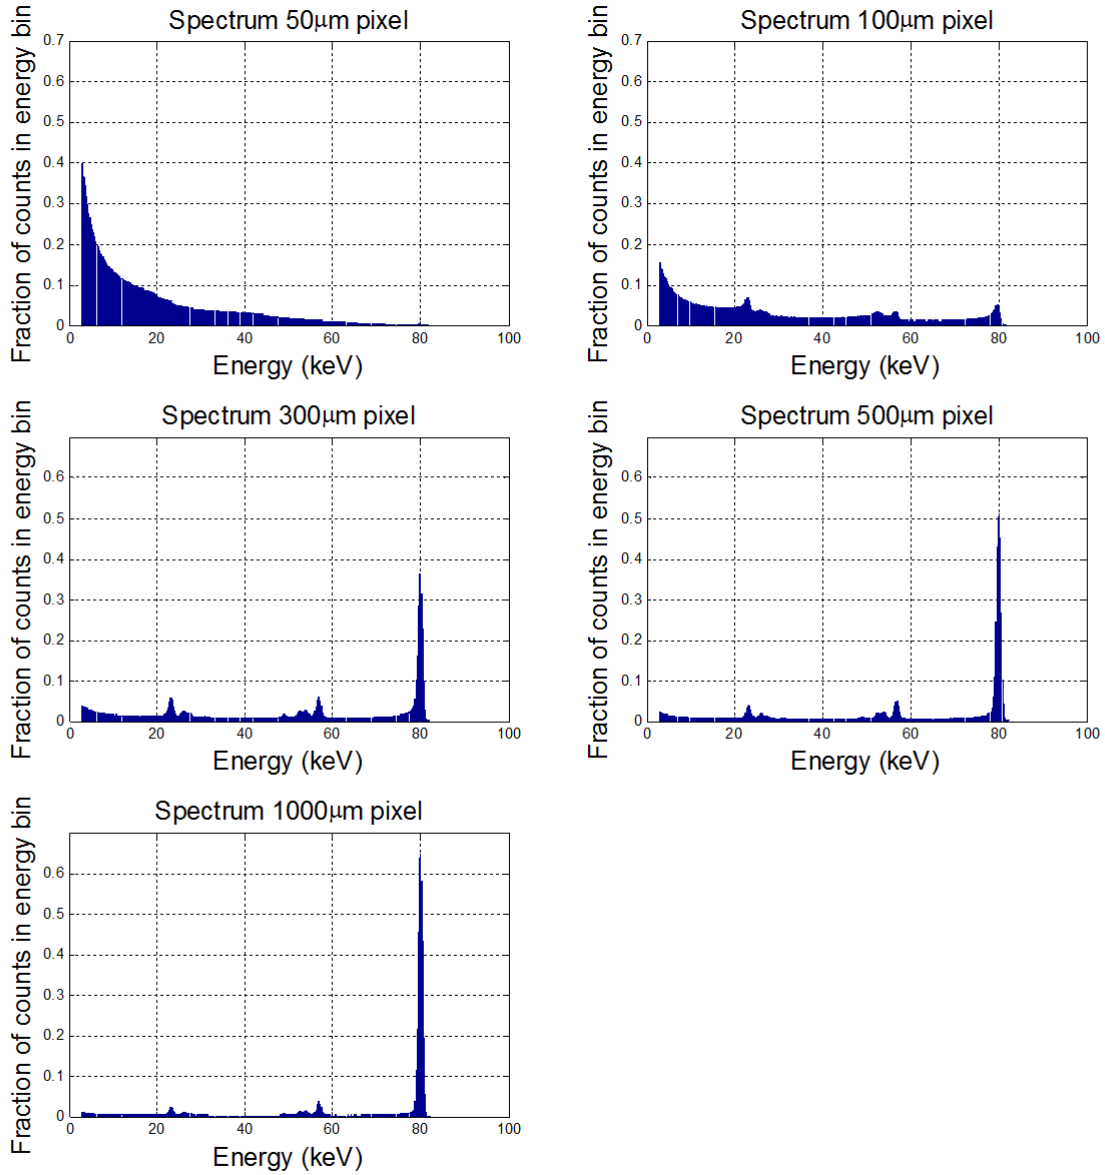 Spectrum 50μm pixel
Fraction of counts in energy bin
0.7
0.6
0.5
0.4
0.3
0.2
0.1
0
0 20 40 60 80 100
Energy (keV)
Spectrum 100μm pixel
Fraction of counts in energy bin
0.7
0.6
0.5
0.4
0.3
0.2
0.1
0
0 20 40 60 80 100
Energy (keV)
Spectrum 300μm pixel
Fraction of counts in energy bin
0.6
0.5
0.4
0.3
0.2
0.1
0
0 20 40 60 80 100
Energy (keV)
Spectrum 500μm pixel
Fraction of counts in energy bin
0.6
0.5
0.4
0.3
0.2
0.1
0
0 20 40 60 80 100
Energy (keV)
Spectrum 1000μm pixel
Fraction of counts in energy bin
0.6
0.5
0.4
0.3
0.2
0.1
0
0 20 40 60 80 100
Energy (keV)